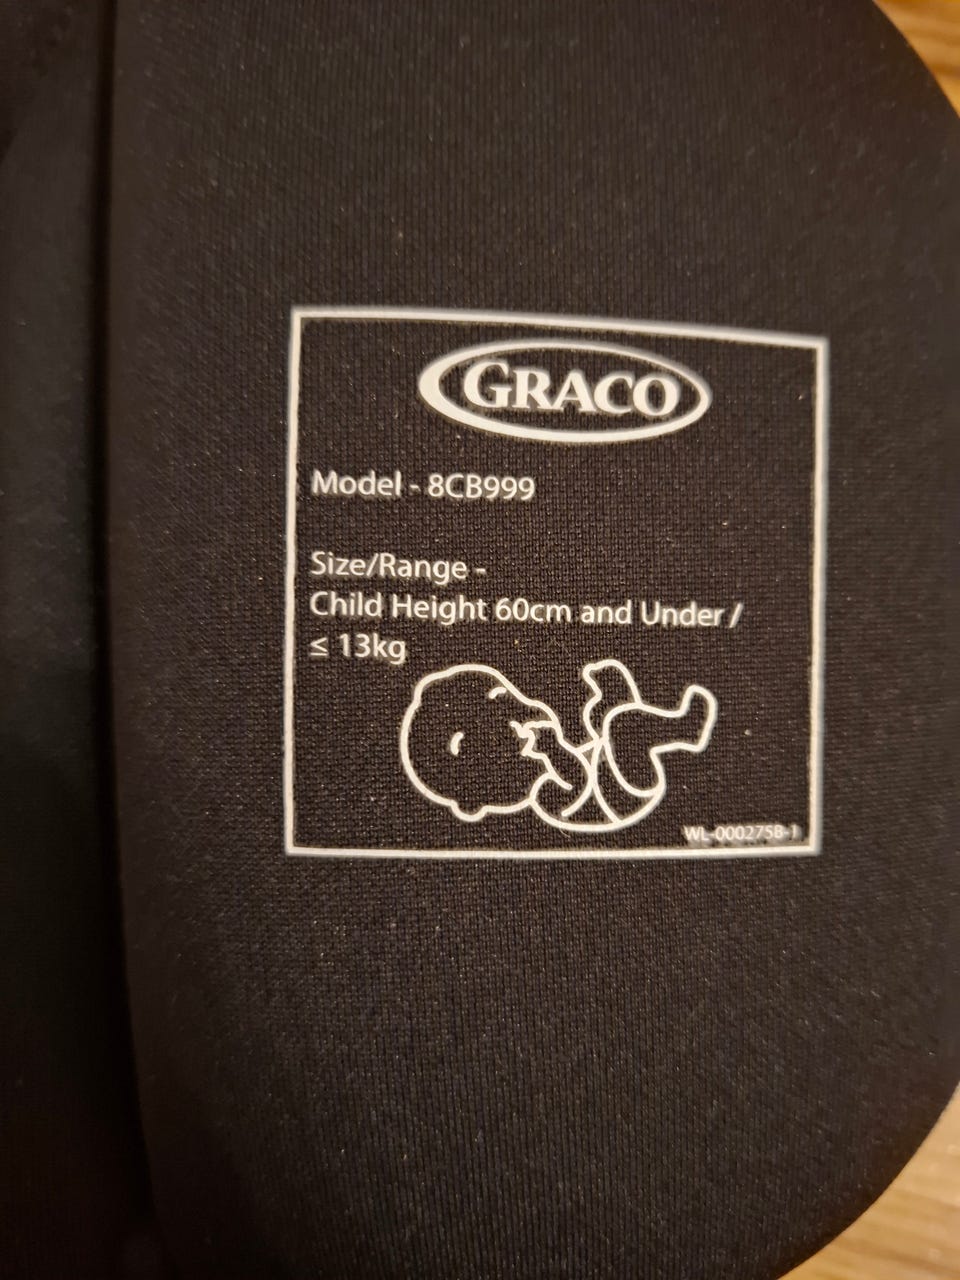 GRACO
Model - 8CB999
Size/Range -
Child Height 60cm and Under /
≤ 13kg
WL-000275B-1